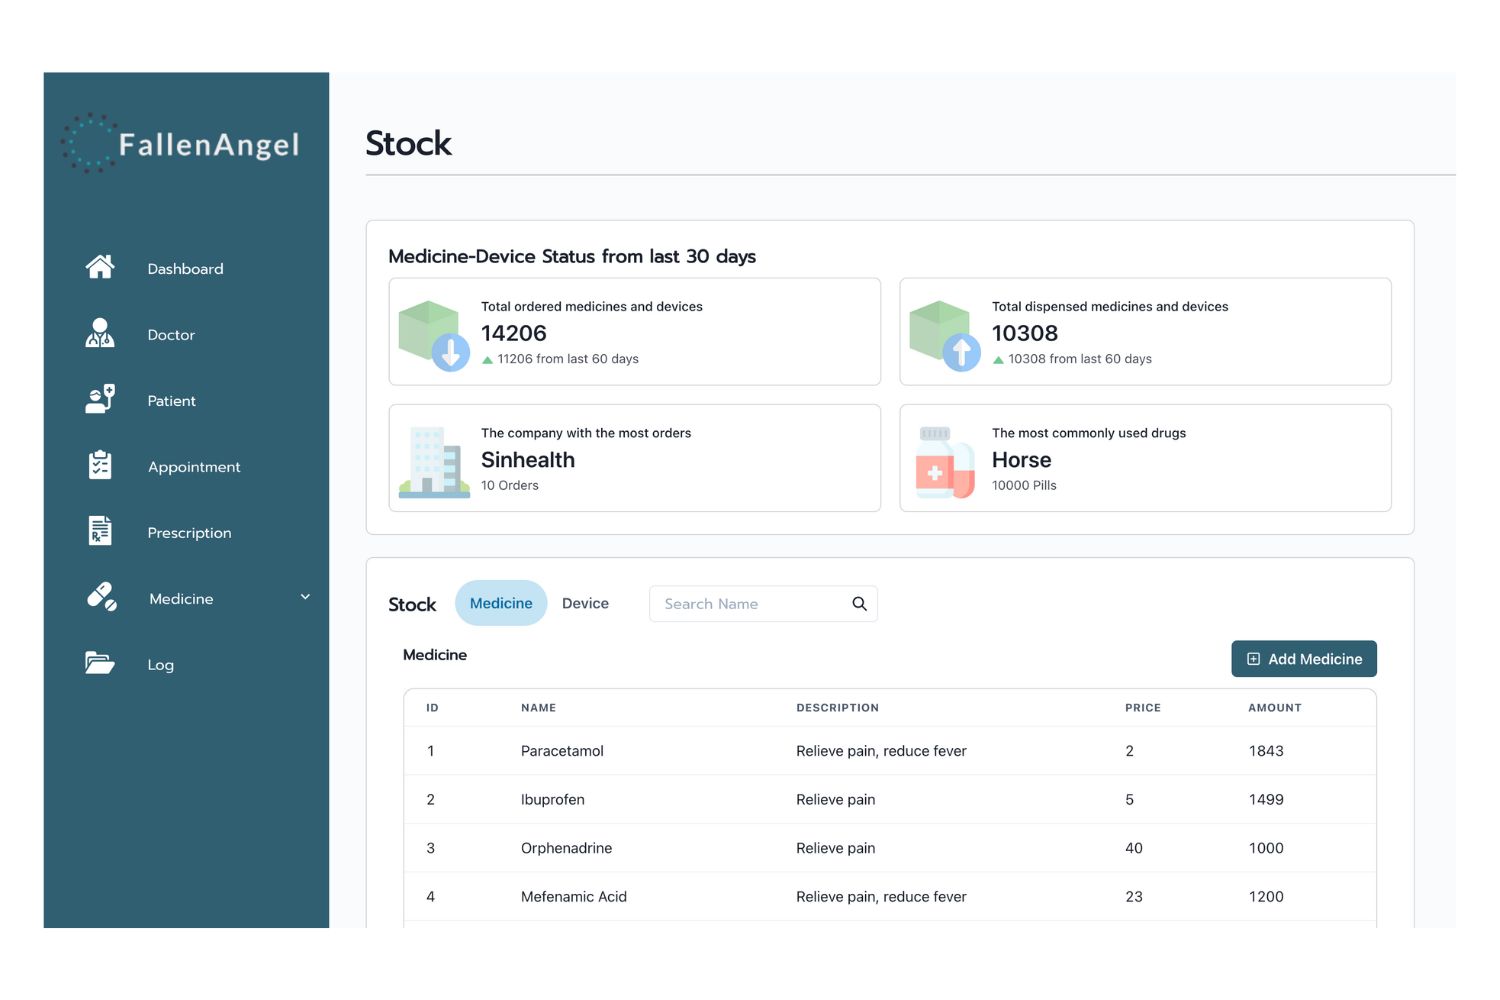 FallenAngel
Dashboard
Doctor
Patient
Appointment
Prescription
Medicine
Log
Stock
Medicine-Device Status from last 30 days
Total ordered medicines and devices
14206
11206 from last 60 days
Total dispensed medicines and devices
10308
10308 from last 60 days
The company with the most orders
Sinhealth
10 Orders
The most commonly used drugs
Horse
10000 Pills
Stock Medicine Device Search Name
Medicine
Add Medicine
ID NAME DESCRIPTION PRICE AMOUNT
1 Paracetamol Relieve pain, reduce fever 2 1843
2 Ibuprofen Relieve pain 5 1499
3 Orphenadrine Relieve pain 40 1000
4 Mefenamic Acid Relieve pain, reduce fever 23 1200